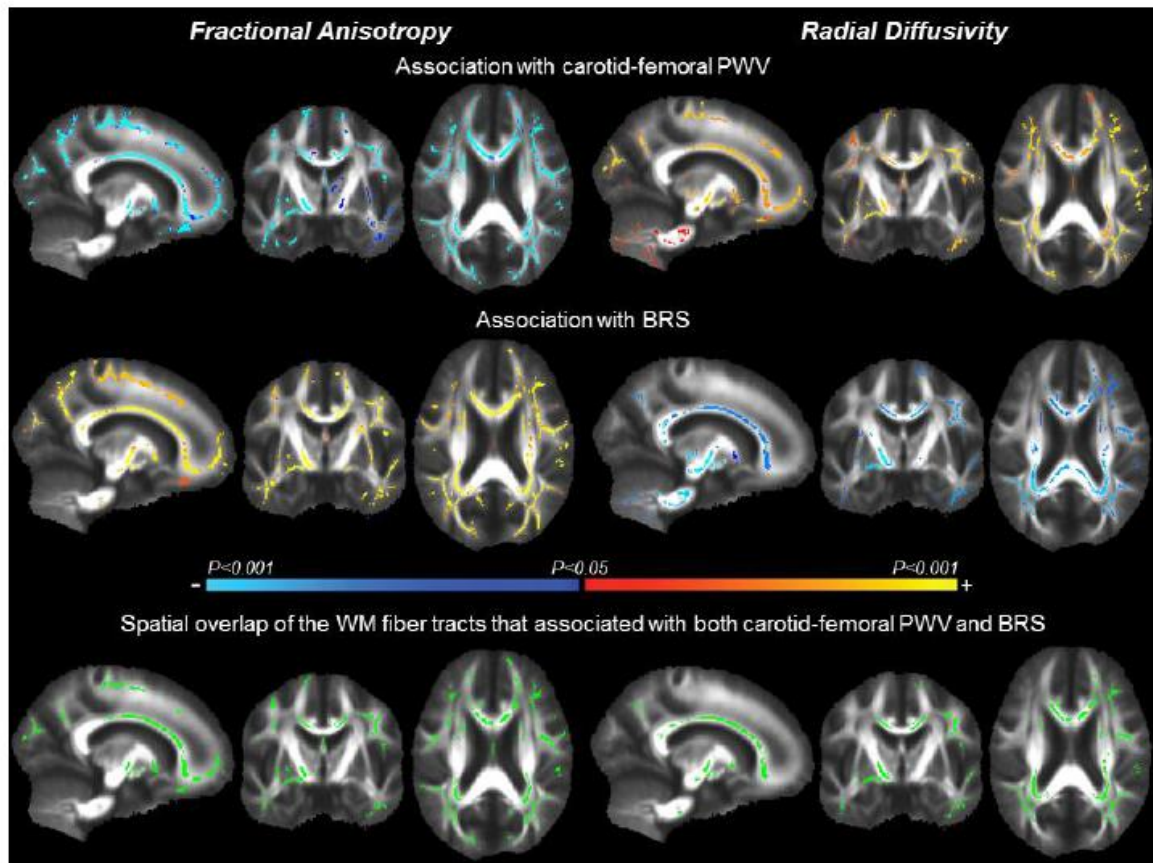 Fractional Anisotropy
Radial Diffusivity
Association with carotid-femoral PWV
Association with BRS
P<0.001
P<0.05
P<0.001
-
+
Spatial overlap of the WM fiber tracts that associated with both carotid-femoral PWV and BRS